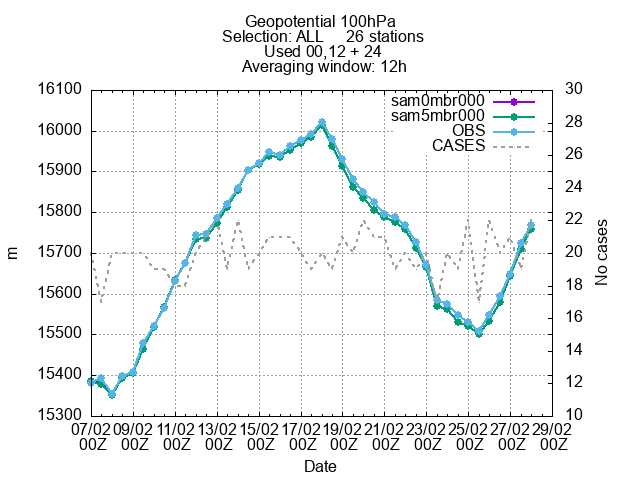 Geopotential 100hPa
Selection: ALL 26 stations
Used 00,12 + 24
Averaging window: 12h
sam0mbr000
sam5mbr000
OBS
CASES
16100
16000
15900
15800
15700
15600
15500
15400
15300
m
30
28
26
24
22
20
18
16
14
12
10
No cases
07/02 09/02 11/02 13/02 15/02 17/02 19/02 21/02 23/02 25/02 27/02 29/02
00Z 00Z 00Z 00Z 00Z 00Z 00Z 00Z 00Z 00Z 00Z 00Z
Date